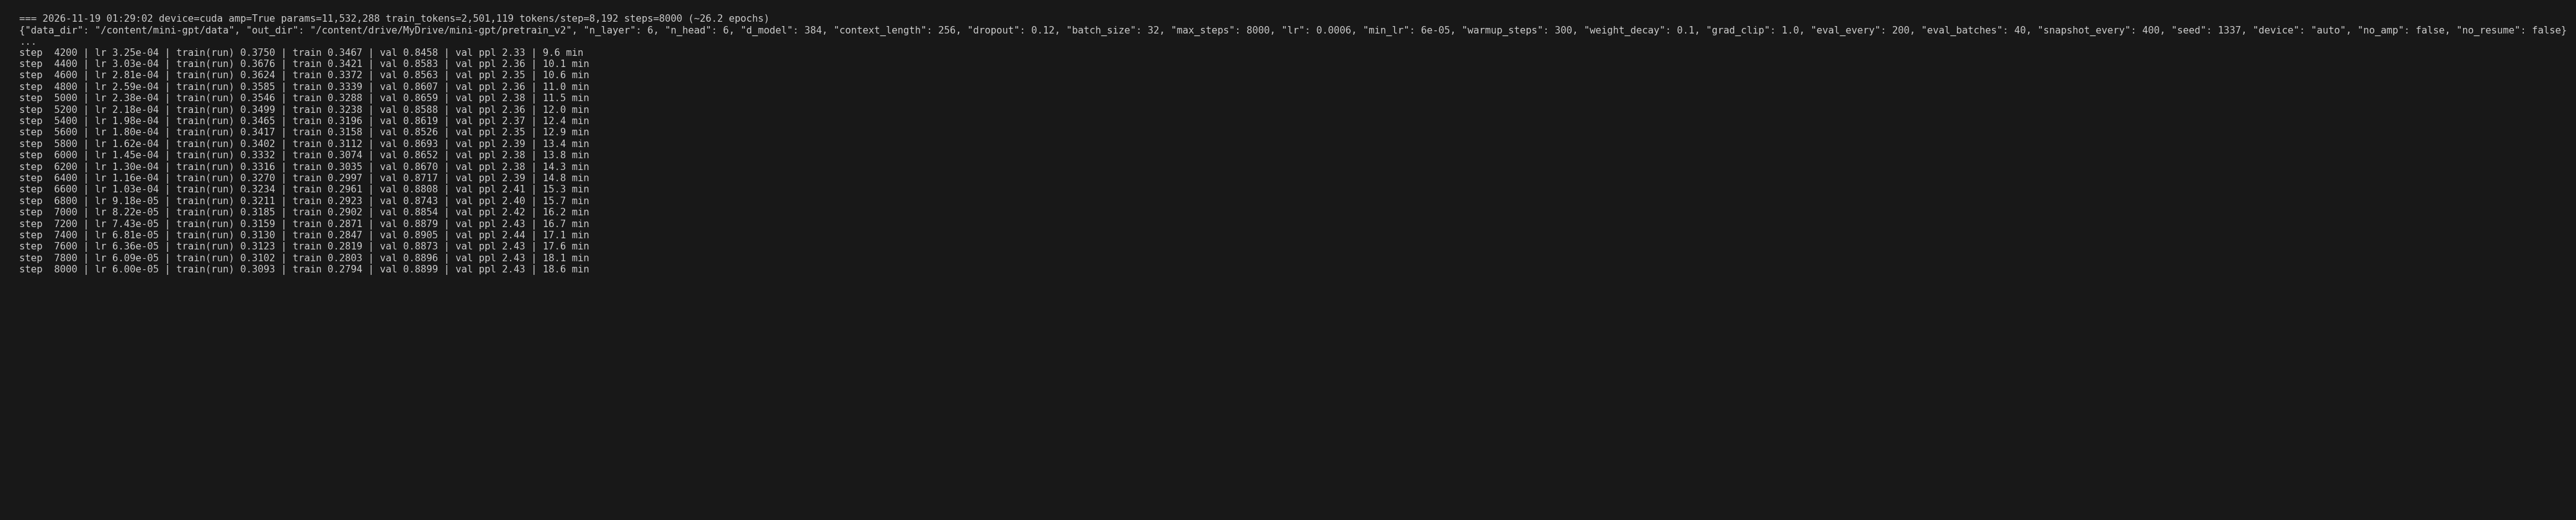 === 2026-11-19 01:29:02 device=cuda amp=True params=11,532,288 train_tokens=2,501,119 tokens/step=8,192 steps=8000 (~26.2 epochs)
{"data_dir": "/content/mini-gpt/data", "out_dir": "/content/drive/MyDrive/mini-gpt/pretrain_v2", "n_layer": 6, "n_head": 6, "d_model": 384, "context_length": 256, "dropout": 0.12, "batch_size": 32, "max_steps": 8000, "lr": 0.0006, "min_lr": 6e-05, "warmup_steps": 300, "weight_decay": 0.1, "grad_clip": 1.0, "eval_every": 200, "eval_batches": 40, "snapshot_every": 400, "seed": 1337, "device": "auto", "no_amp": false, "no_resume": false}
...
step  4200 | lr 3.25e-04 | train(run) 0.3750 | train 0.3467 | val 0.8458 | val ppl 2.33 | 9.6 min
step  4400 | lr 3.03e-04 | train(run) 0.3676 | train 0.3421 | val 0.8583 | val ppl 2.36 | 10.1 min
step  4600 | lr 2.81e-04 | train(run) 0.3624 | train 0.3372 | val 0.8563 | val ppl 2.35 | 10.6 min
step  4800 | lr 2.59e-04 | train(run) 0.3585 | train 0.3339 | val 0.8607 | val ppl 2.36 | 11.0 min
step  5000 | lr 2.38e-04 | train(run) 0.3546 | train 0.3288 | val 0.8659 | val ppl 2.38 | 11.5 min
step  5200 | lr 2.18e-04 | train(run) 0.3499 | train 0.3238 | val 0.8588 | val ppl 2.36 | 12.0 min
step  5400 | lr 1.98e-04 | train(run) 0.3465 | train 0.3196 | val 0.8619 | val ppl 2.37 | 12.4 min
step  5600 | lr 1.80e-04 | train(run) 0.3417 | train 0.3158 | val 0.8526 | val ppl 2.35 | 12.9 min
step  5800 | lr 1.62e-04 | train(run) 0.3402 | train 0.3112 | val 0.8693 | val ppl 2.39 | 13.4 min
step  6000 | lr 1.45e-04 | train(run) 0.3332 | train 0.3074 | val 0.8652 | val ppl 2.38 | 13.8 min
step  6200 | lr 1.30e-04 | train(run) 0.3316 | train 0.3035 | val 0.8670 | val ppl 2.38 | 14.3 min
step  6400 | lr 1.16e-04 | train(run) 0.3270 | train 0.2997 | val 0.8717 | val ppl 2.39 | 14.8 min
step  6600 | lr 1.03e-04 | train(run) 0.3234 | train 0.2961 | val 0.8808 | val ppl 2.41 | 15.3 min
step  6800 | lr 9.18e-05 | train(run) 0.3211 | train 0.2923 | val 0.8743 | val ppl 2.40 | 15.7 min
step  7000 | lr 8.22e-05 | train(run) 0.3185 | train 0.2902 | val 0.8854 | val ppl 2.42 | 16.2 min
step  7200 | lr 7.43e-05 | train(run) 0.3159 | train 0.2871 | val 0.8879 | val ppl 2.43 | 16.7 min
step  7400 | lr 6.81e-05 | train(run) 0.3130 | train 0.2847 | val 0.8905 | val ppl 2.44 | 17.1 min
step  7600 | lr 6.36e-05 | train(run) 0.3123 | train 0.2819 | val 0.8873 | val ppl 2.43 | 17.6 min
step  7800 | lr 6.09e-05 | train(run) 0.3102 | train 0.2803 | val 0.8896 | val ppl 2.43 | 18.1 min
step  8000 | lr 6.00e-05 | train(run) 0.3093 | train 0.2794 | val 0.8899 | val ppl 2.43 | 18.6 min